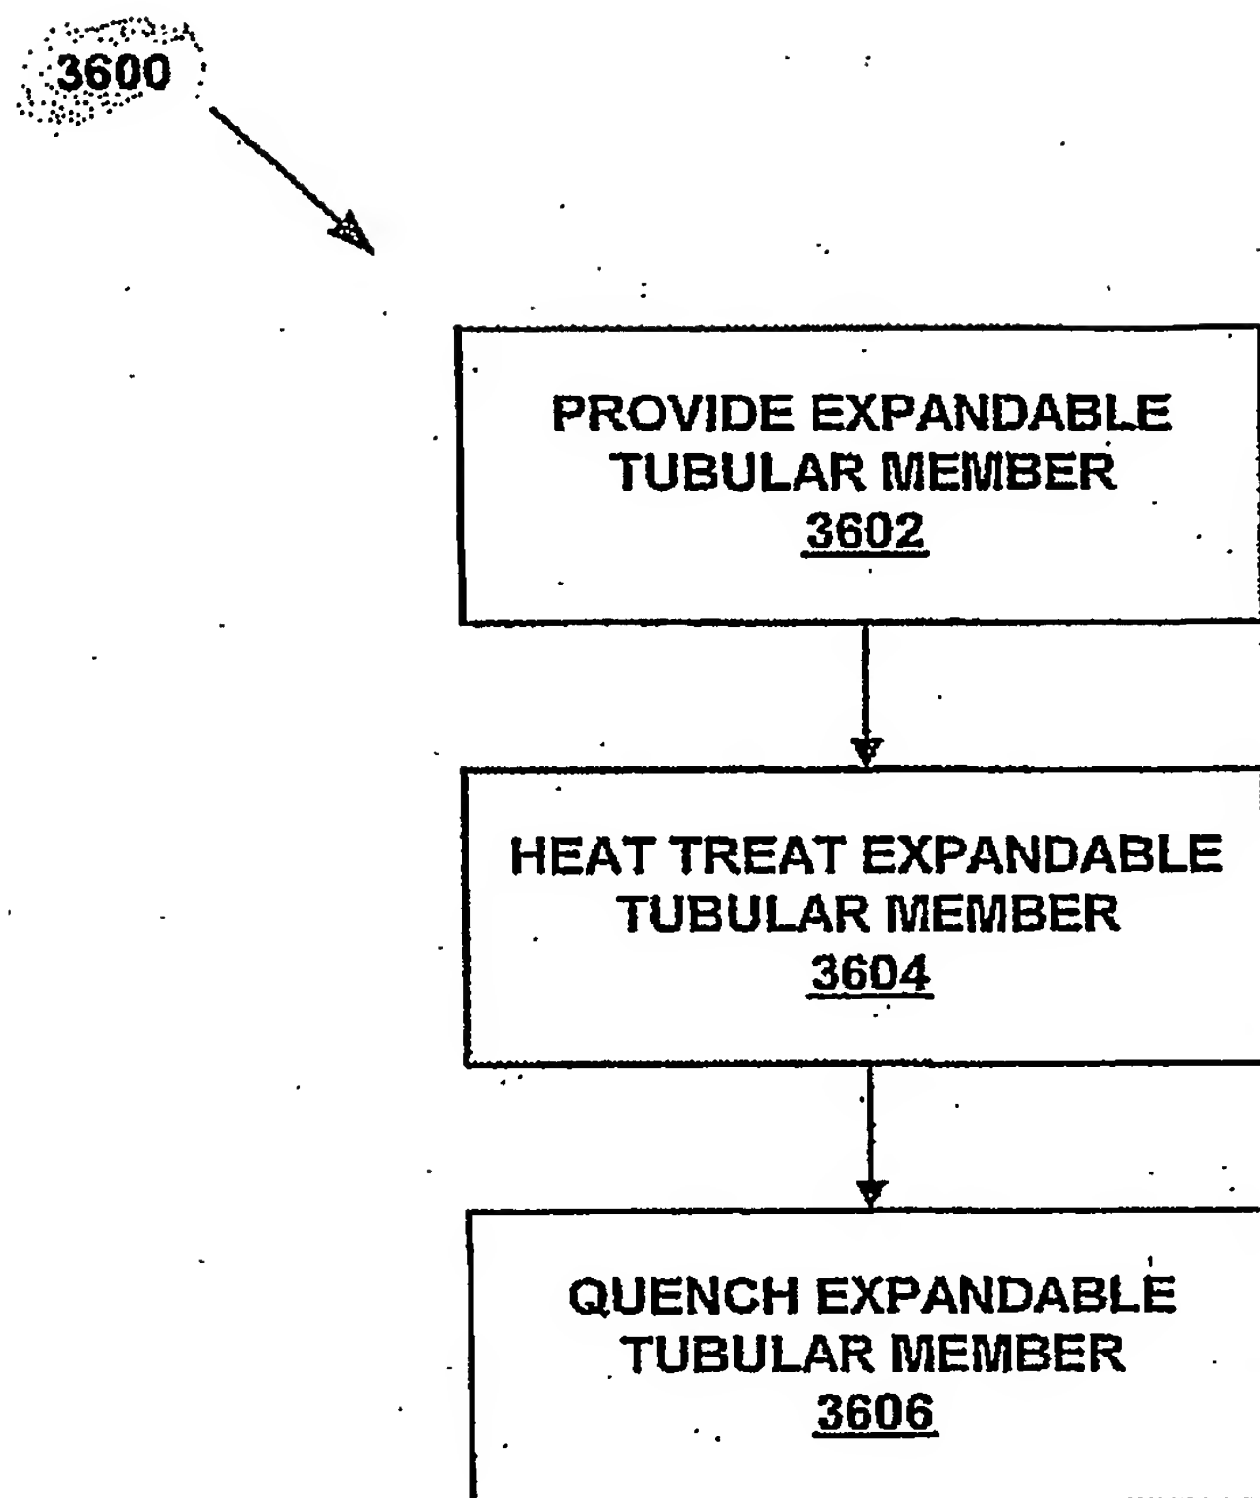 3600
PROVIDE EXPANDABLE
TUBULAR MEMBER
3602
HEAT TREAT EXPANDABLE
TUBULAR MEMBER
3604
QUENCH EXPANDABLE
TUBULAR MEMBER
3606